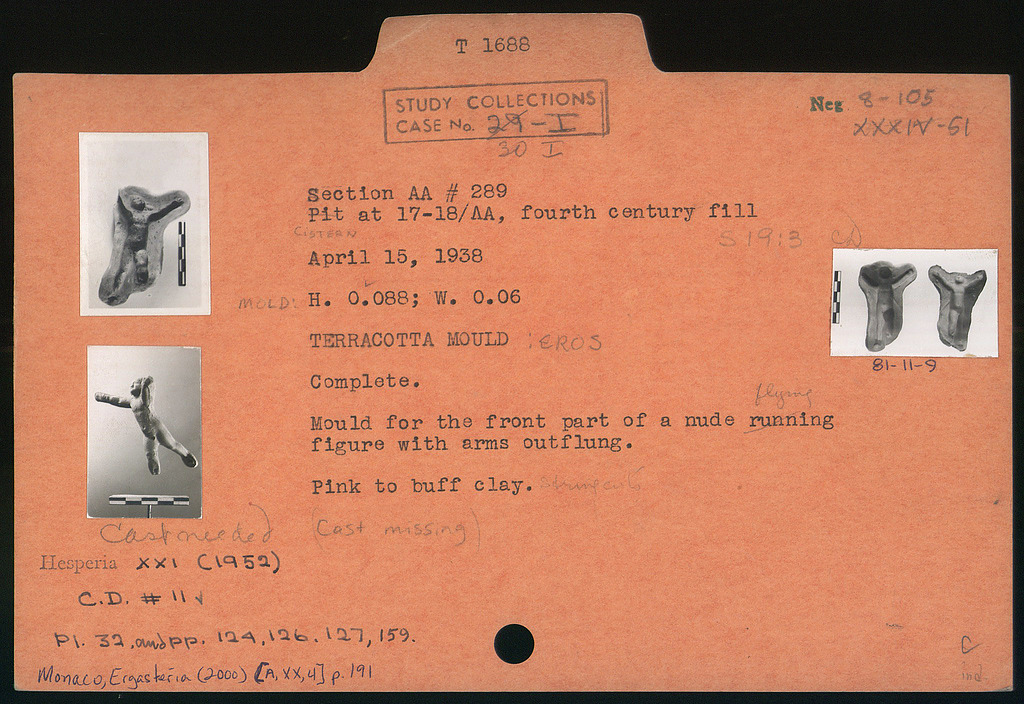 T 1688
STUDY COLLECTIONS
CASE No. 29-I
30 I
Neg 8-105
XXXIV-51
Section AA # 289
Pit at 17-18/AA, fourth century fill
CISTERN
S 19:3 CD
April 15, 1938
MOLD: H. 0.088; W. 0.06
TERRACOTTA MOULD : EROS
81-11-9
Complete.
flying
Mould for the front part of a nude running
figure with arms outflung.
Pink to buff clay.
Cast needed (Cast missing)
Hesperia XXI (1952)
C.D. # 11 √
Pl. 32, and pp. 124, 126, 127, 159.
Monaco, Ergasteria (2000) [A, XX, 4] p. 191
C
ind.